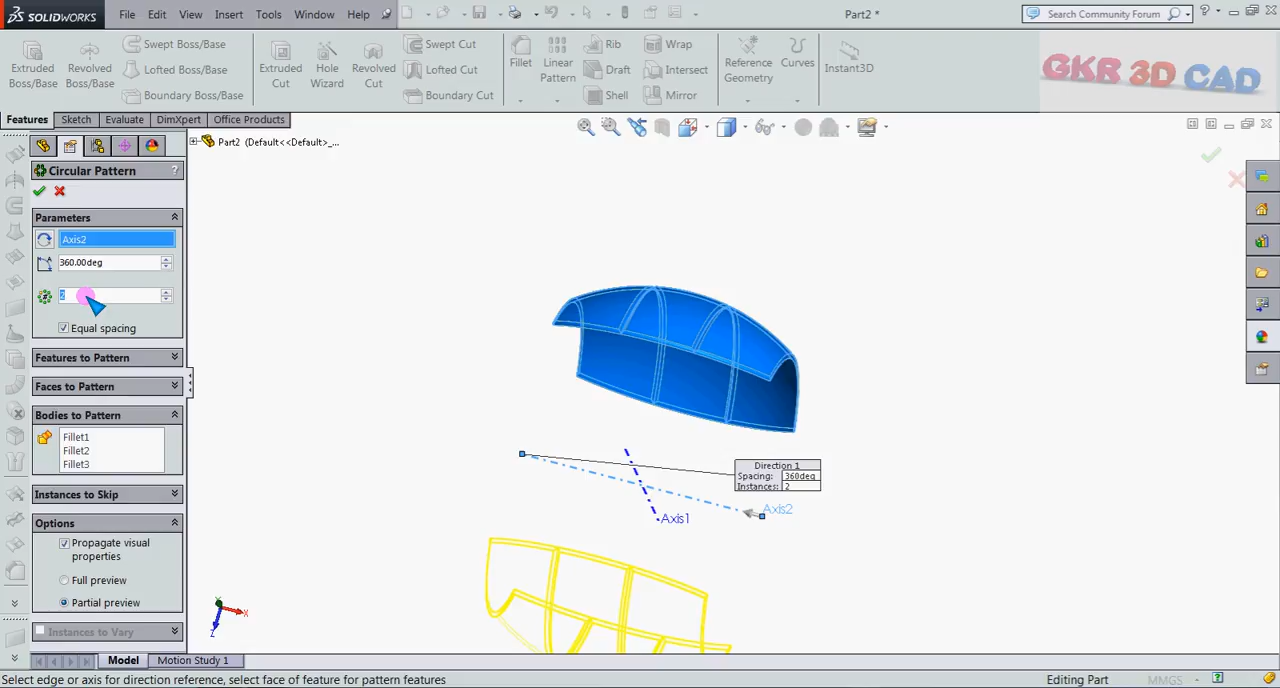 SOLIDWORKS File Edit View Insert Tools Window Help Part2 * Search Community Forum ?
Extruded Boss/Base
Revolved Boss/Base
Swept Boss/Base
Lofted Boss/Base
Boundary Boss/Base
Extruded Cut
Hole Wizard
Revolved Cut
Swept Cut
Lofted Cut
Boundary Cut
Fillet
Linear Pattern
Rib
Draft
Shell
Wrap
Intersect
Mirror
Reference Geometry
Curves
Instant3D
GKR 3D CAD
Features Sketch Evaluate DimXpert Office Products
Part2 (Default<<Default>_...
Circular Pattern ?
Parameters
Axis2
360.00deg
2
Equal spacing
Features to Pattern
Faces to Pattern
Bodies to Pattern
Fillet1
Fillet2
Fillet3
Instances to Skip
Options
Propagate visual properties
Full preview
Partial preview
Instances to Vary
Direction 1
Spacing: 360deg
Instances: 2
Axis2
Axis1
Y
X
Z
Model Motion Study 1
Select edge or axis for direction reference, select face of feature for pattern features Editing Part MMGS - ?